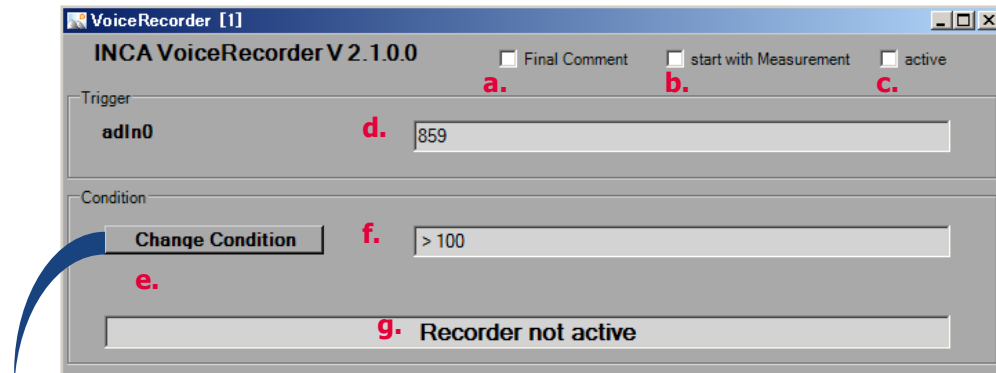 VoiceRecorder [1]
INCA VoiceRecorder V 2.1.0.0
Final Comment
start with Measurement
active
a.
b.
c.
Trigger
adIn0
d.
859
Condition
Change Condition
f.
> 100
e.
g.
Recorder not active